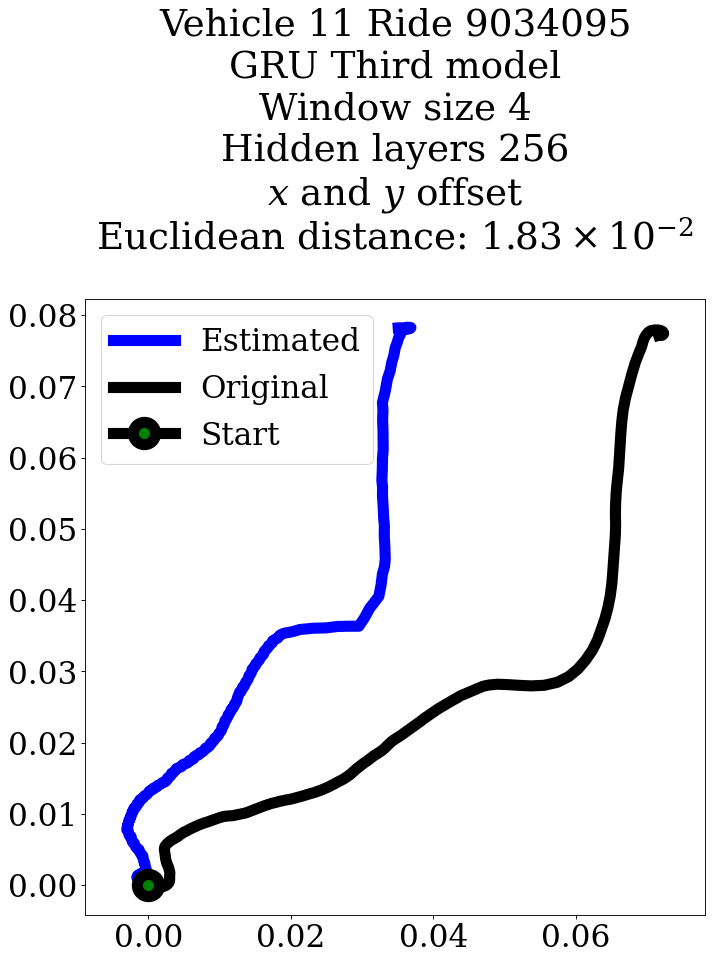 Vehicle 11 Ride 9034095
GRU Third model
Window size 4
Hidden layers 256
x and y offset
Euclidean distance: 1.83 × 10⁻²
0.08
0.07
0.06
0.05
0.04
0.03
0.02
0.01
0.00
Estimated
Original
Start
0.00 0.02 0.04 0.06